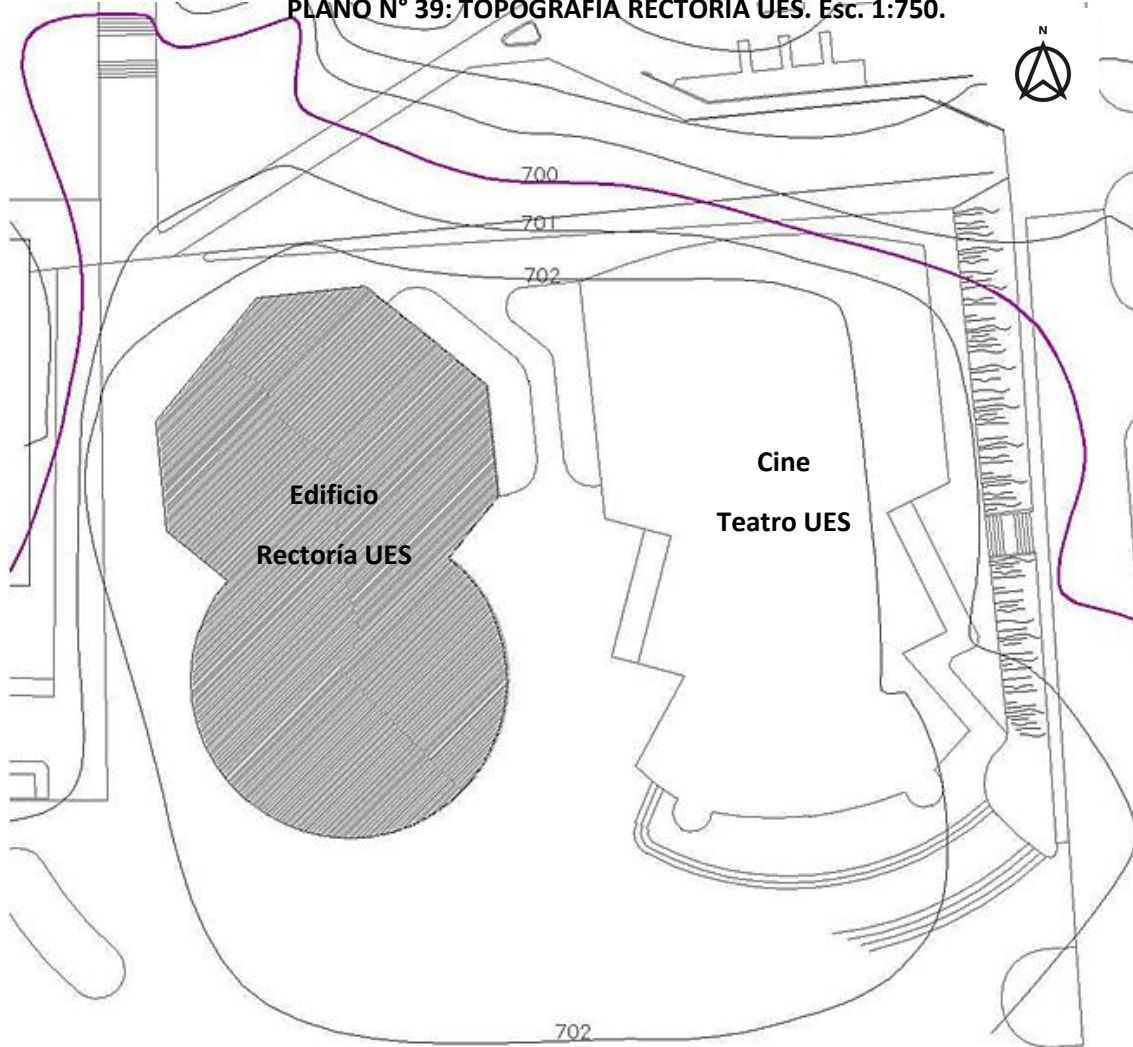 PLANO N° 39: TOPOGRAFÍA RECTORÍA UES. Esc. 1:750.
N
700
701
702
Cine
Edificio
Teatro UES
Rectoría UES
702